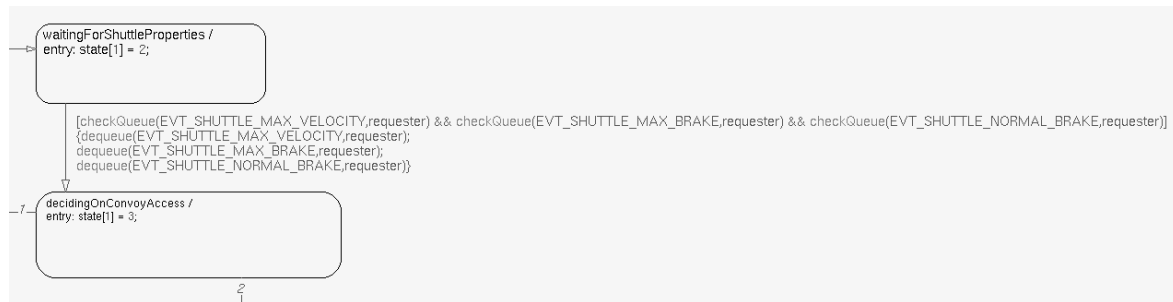 waitingForShuttleProperties /
entry: state[1] = 2;
[checkQueue(EVT_SHUTTLE_MAX_VELOCITY,requester) && checkQueue(EVT_SHUTTLE_MAX_BRAKE,requester) && checkQueue(EVT_SHUTTLE_NORMAL_BRAKE,requester)]
{dequeue(EVT_SHUTTLE_MAX_VELOCITY,requester);
dequeue(EVT_SHUTTLE_MAX_BRAKE,requester);
dequeue(EVT_SHUTTLE_NORMAL_BRAKE,requester)}
decidingOnConvoyAccess /
1
entry: state[1] = 3;
2